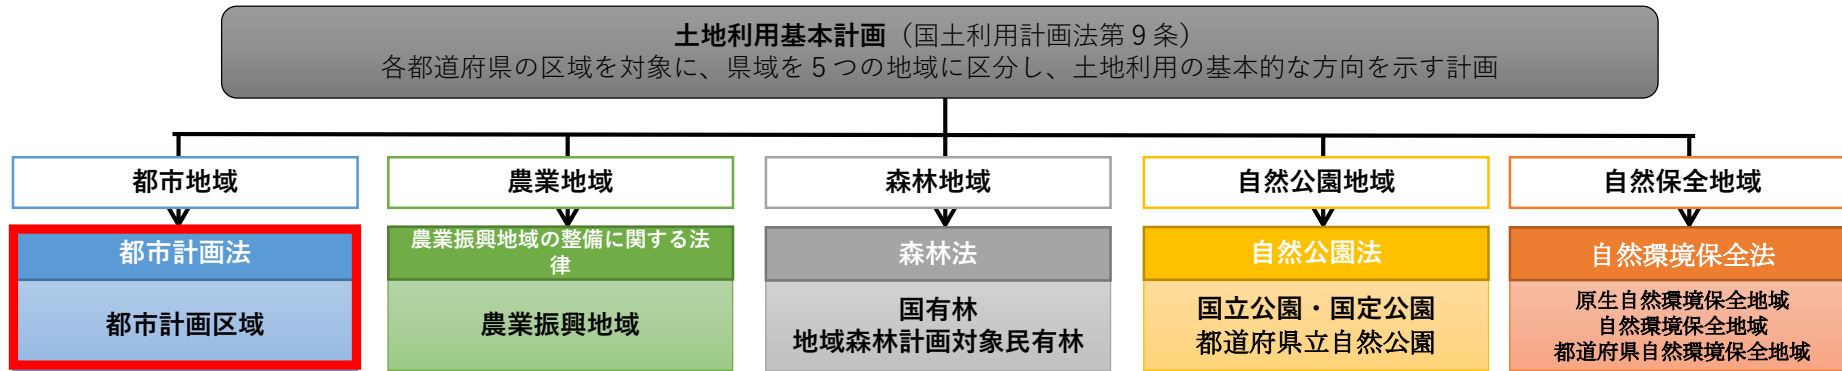 土地利用基本計画（国土利用計画法第９条）
各都道府県の区域を対象に、県域を５つの地域に区分し、土地利用の基本的な方向を示す計画
都市地域
農業地域
森林地域
自然公園地域
自然保全地域
都市計画法
農業振興地域の整備に関する法
律
森林法
自然公園法
自然環境保全法
都市計画区域
農業振興地域
国有林
地域森林計画対象民有林
国立公園・国定公園
都道府県立自然公園
原生自然環境保全地域
自然環境保全地域
都道府県自然環境保全地域